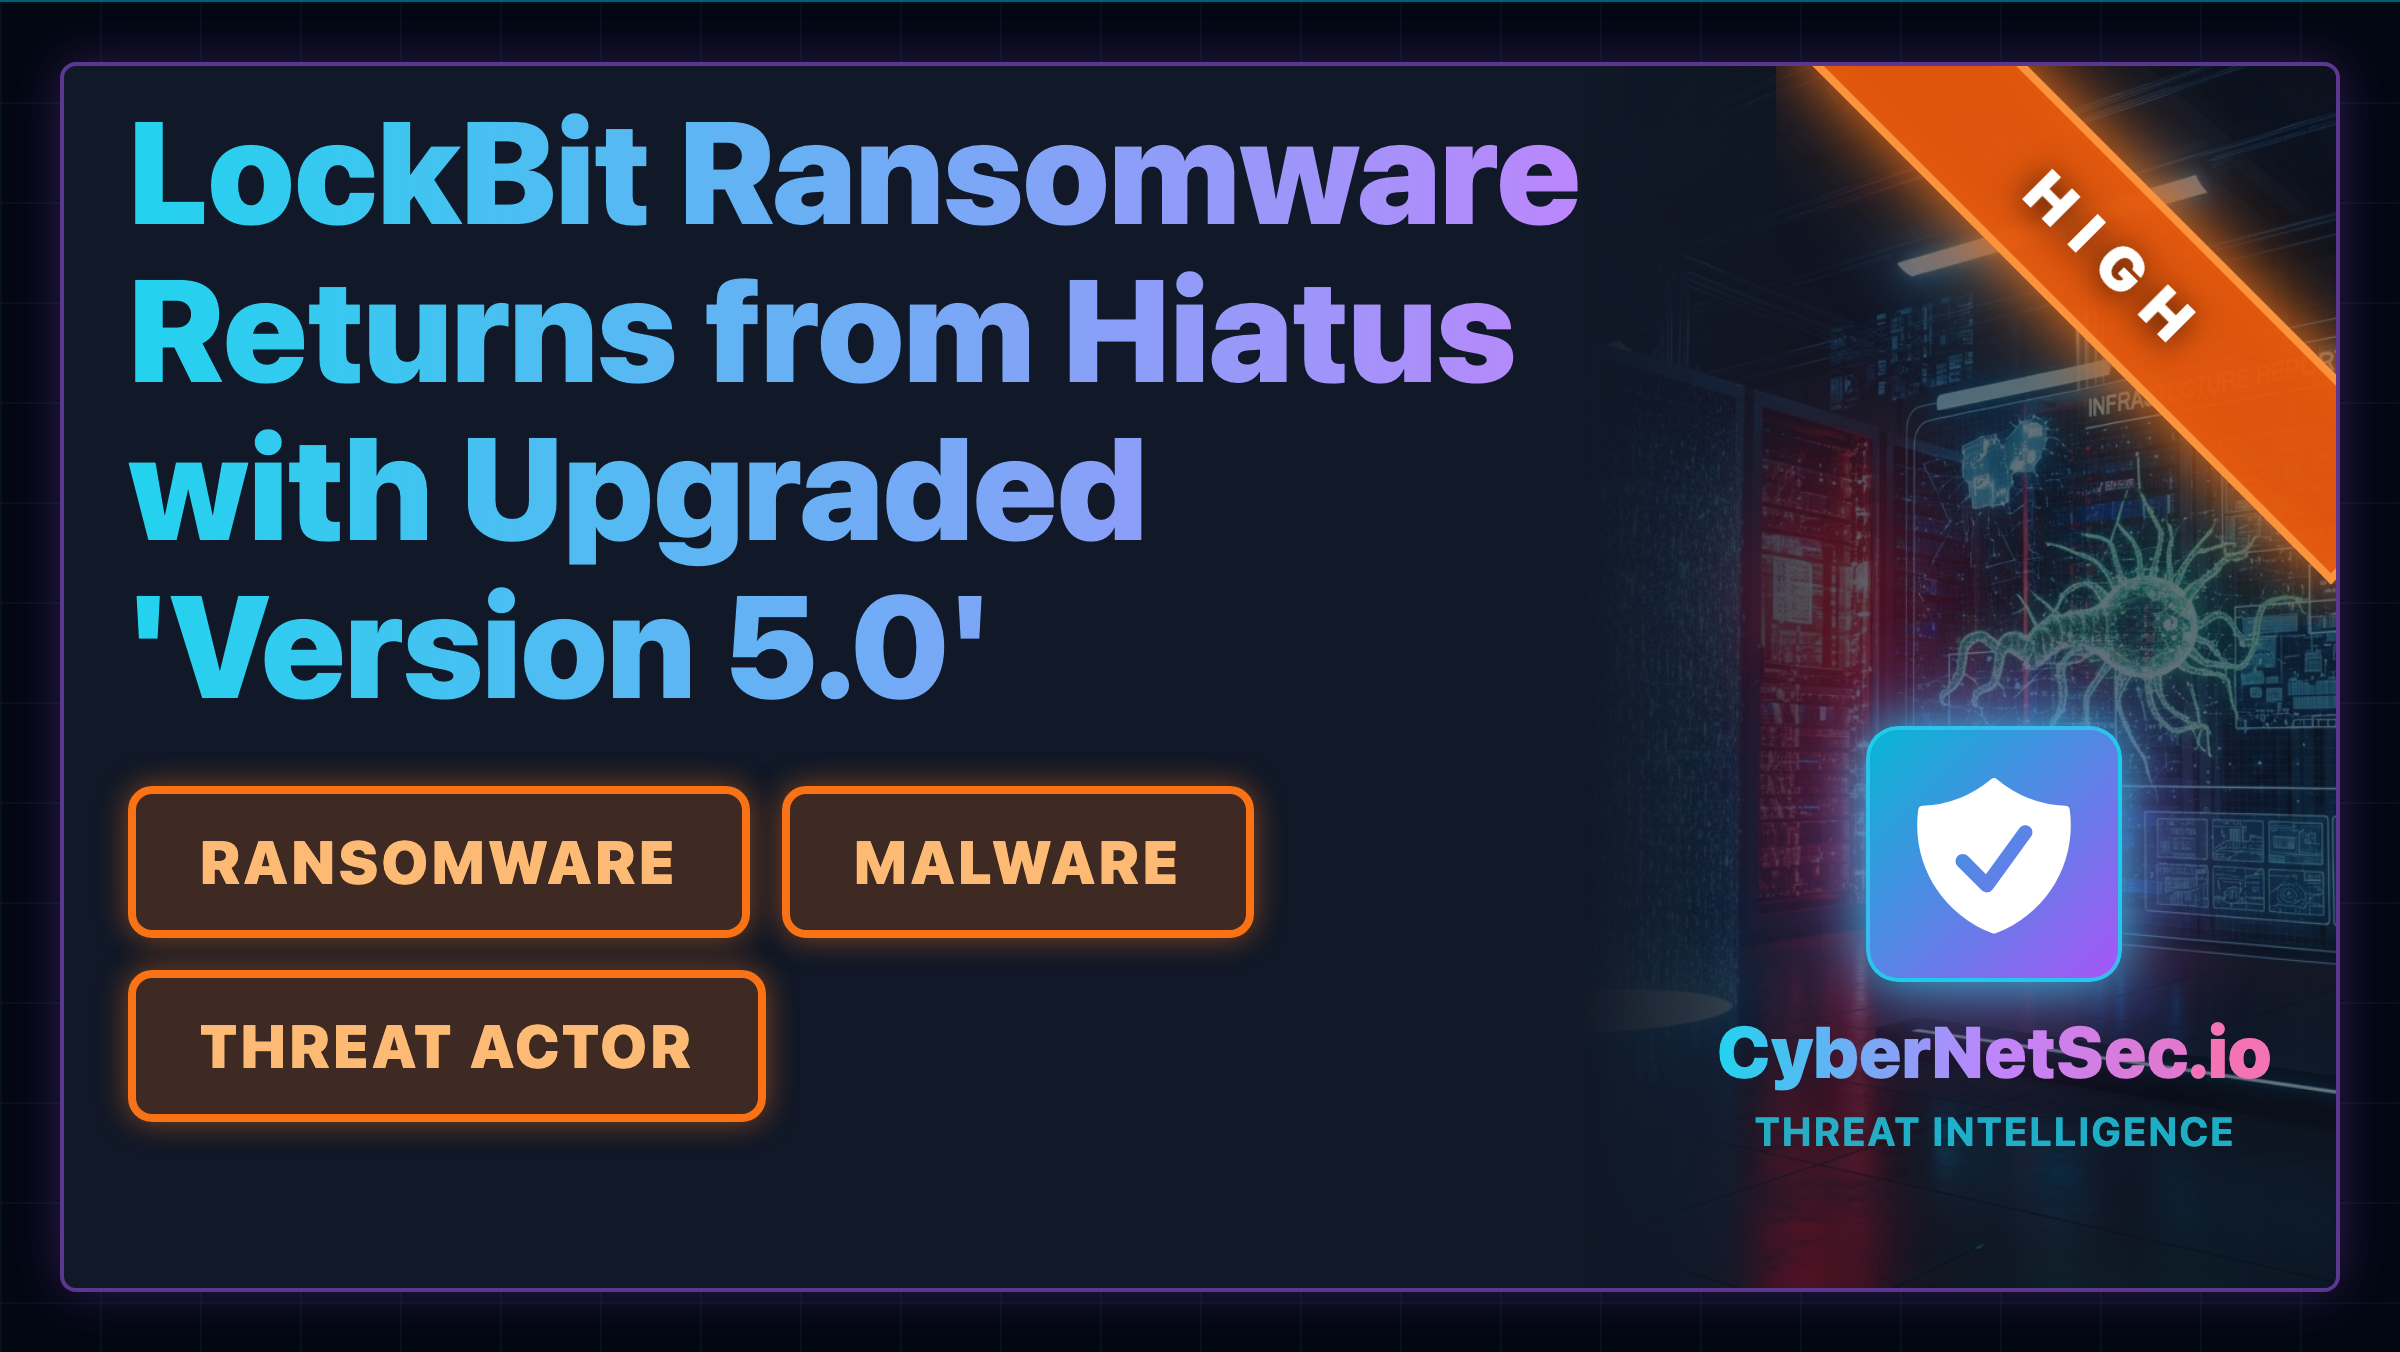 LockBit Ransomware
Returns from Hiatus
with Upgraded
'Version 5.0'
HIGH
RANSOMWARE
MALWARE
THREAT ACTOR
CyberNetSec.io
THREAT INTELLIGENCE